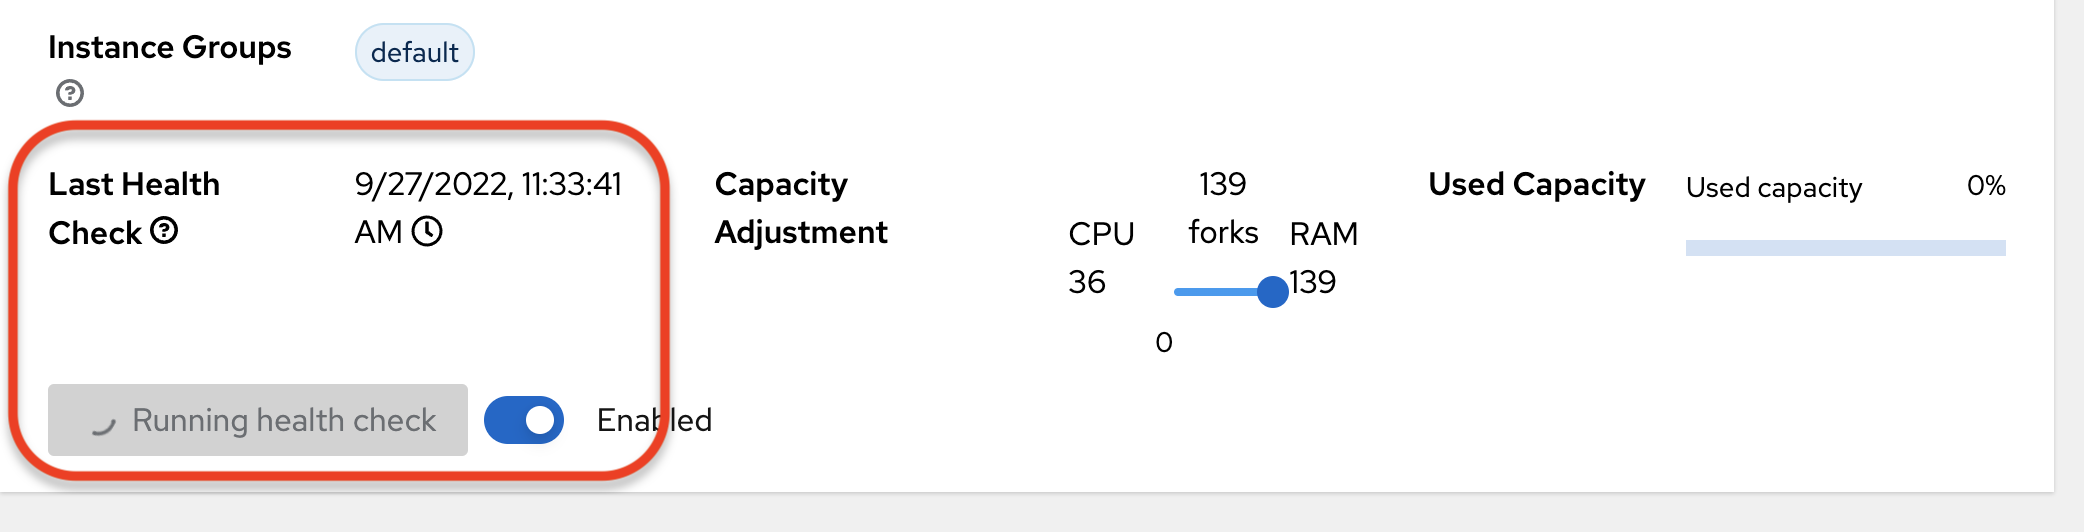 Instance Groups
default
Last Health
Check
9/27/2022, 11:33:41
AM
Capacity
Adjustment
CPU
36
139
forks
0
RAM
139
Used Capacity
Used capacity
0%
Running health check
Enabled